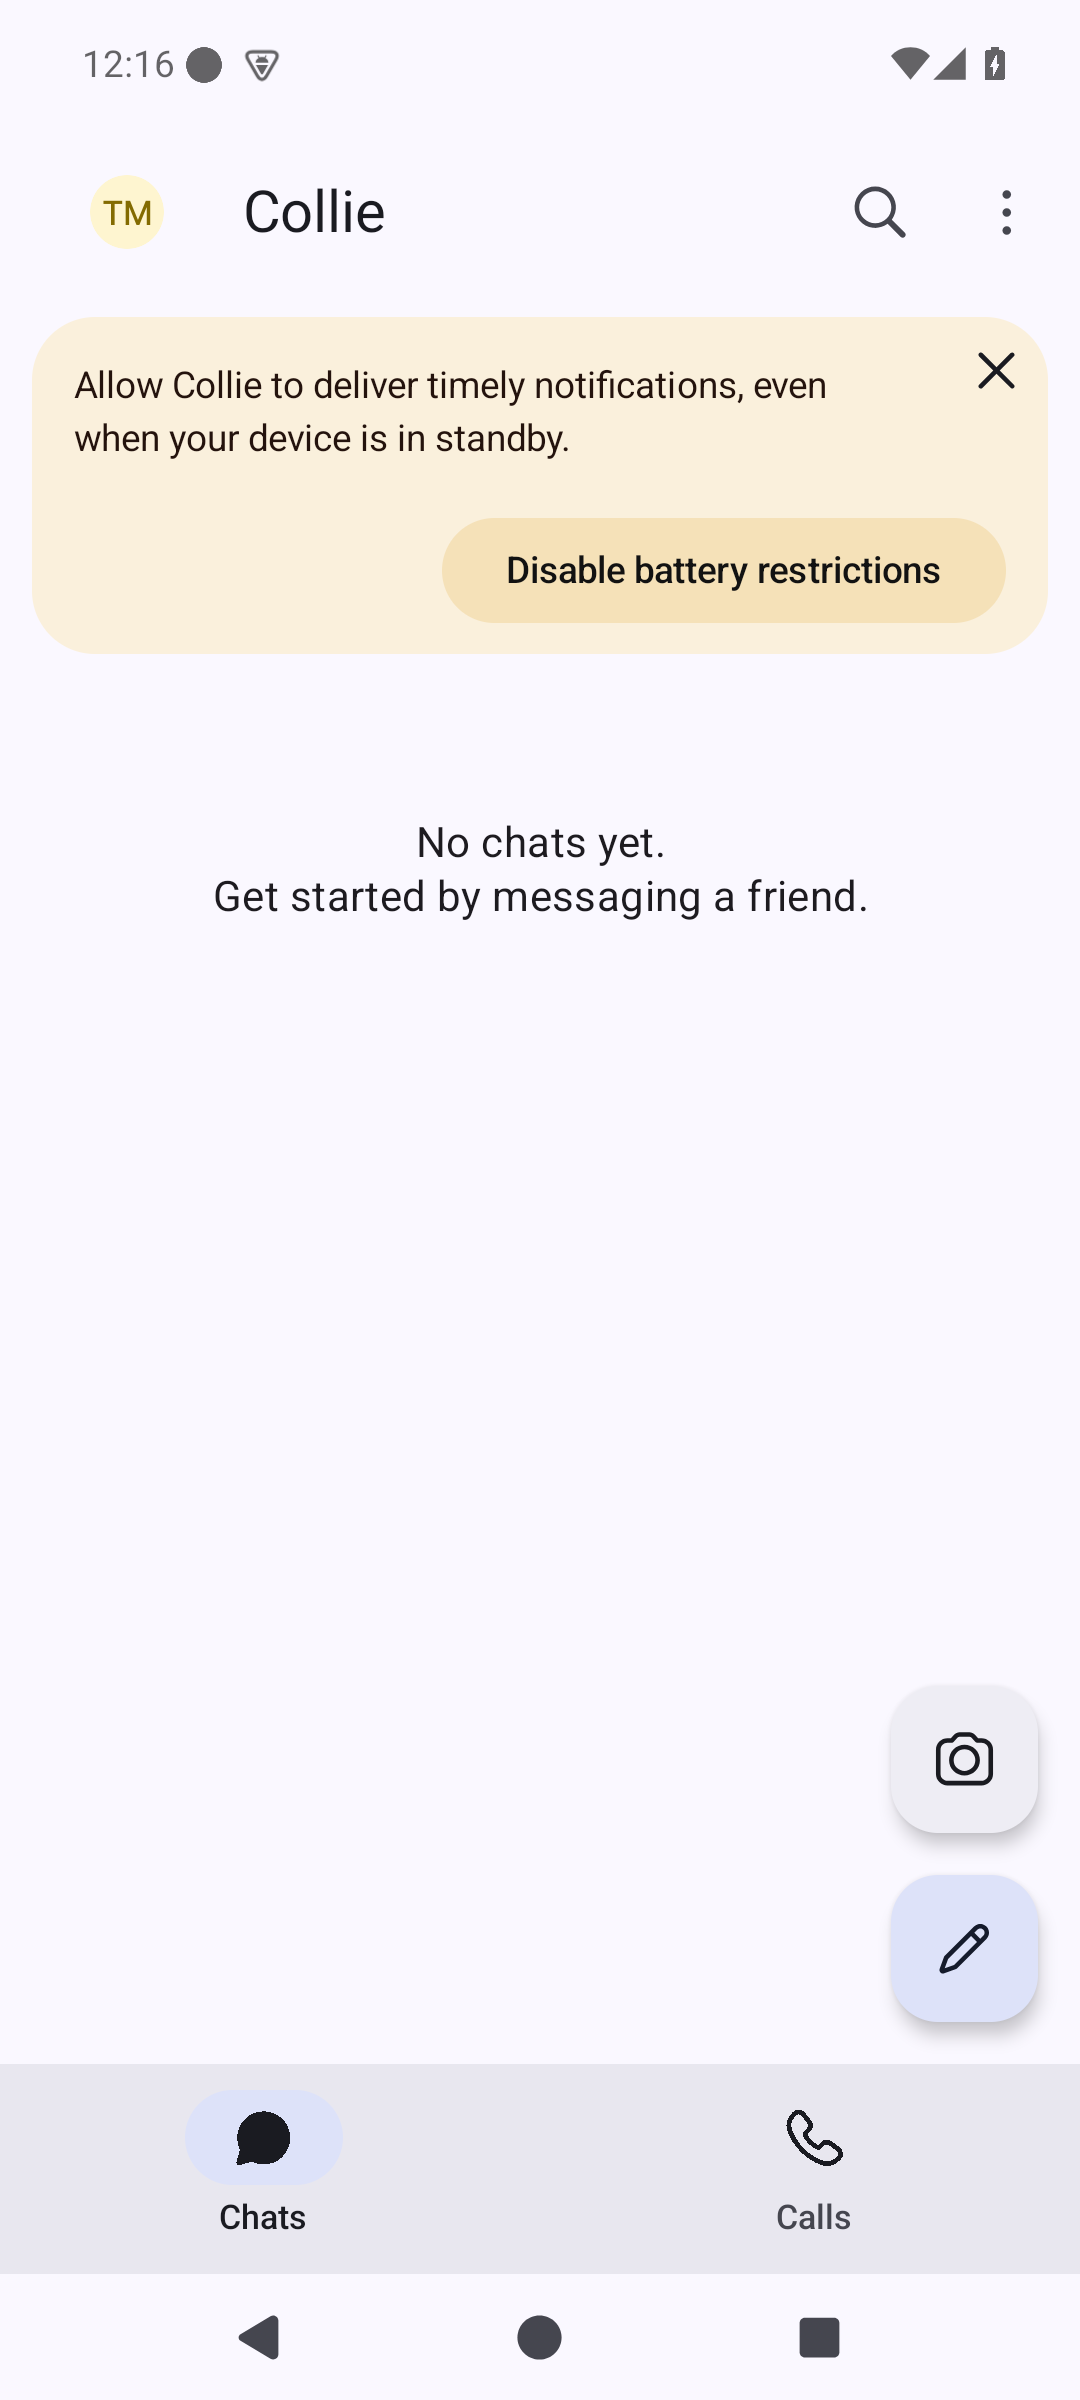 12:16
TM
Collie
Allow Collie to deliver timely notifications, even
when your device is in standby.
Disable battery restrictions
No chats yet.
Get started by messaging a friend.
Chats
Calls